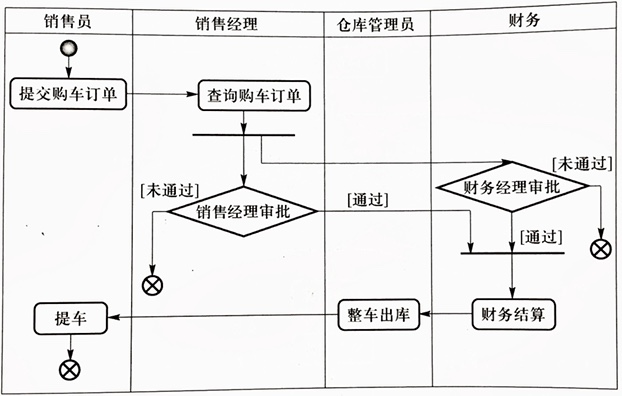 销售员
销售经理
仓库管理员
财务
提交购车订单
查询购车订单
[未通过]
财务经理审批
[未通过]
销售经理审批
[通过]
[通过]
提车
整车出库
财务结算